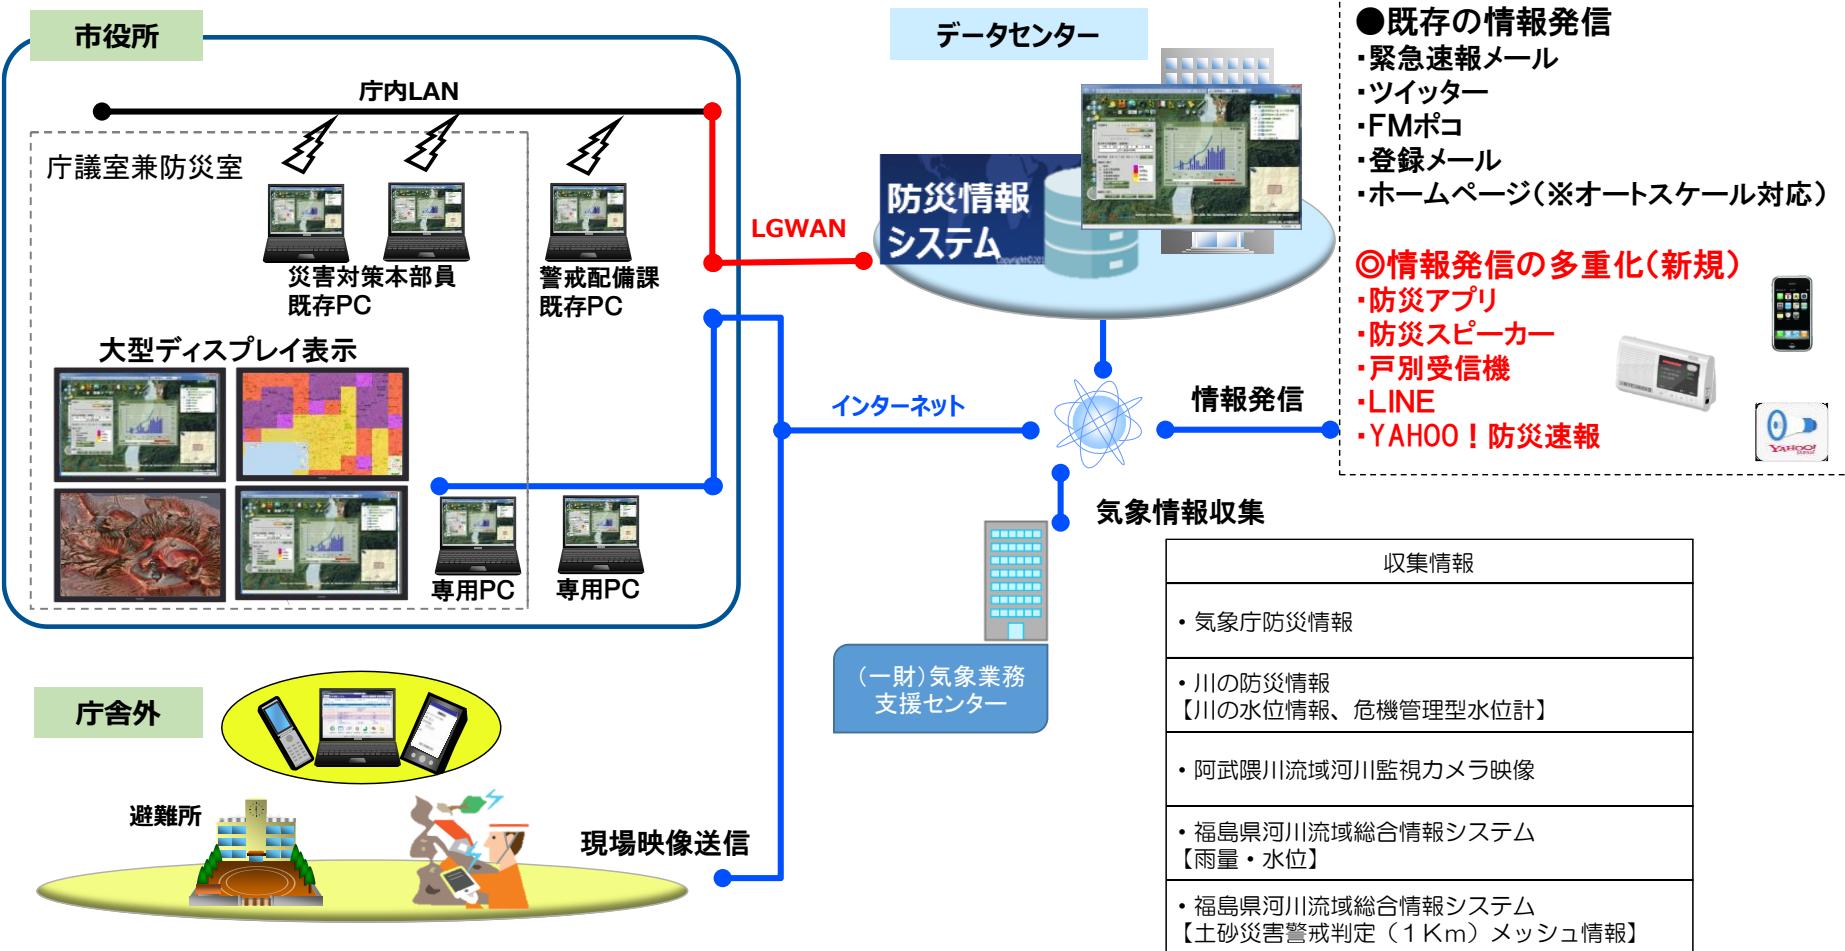 市役所
庁内LAN
庁議室兼防災室
災害対策本部員
既存PC
警戒配備課
既存PC
大型ディスプレイ表示
専用PC
専用PC
LGWAN
インターネット
データセンター
防災情報
システム
情報発信
気象情報収集
(一財)気象業務
支援センター
庁舎外
避難所
現場映像送信
●既存の情報発信
・緊急速報メール
・ツイッター
・FMポコ
・登録メール
・ホームページ(※オートスケール対応)
◎情報発信の多重化(新規)
・防災アプリ
・防災スピーカー
・戸別受信機
・LINE
・YAHOO!防災速報
YAHOO!
収集情報
・気象庁防災情報
・川の防災情報
【川の水位情報、危機管理型水位計】
・阿武隈川流域河川監視カメラ映像
・福島県河川流域総合情報システム
【雨量・水位】
・福島県河川流域総合情報システム
【土砂災害警戒判定(1Km)メッシュ情報】